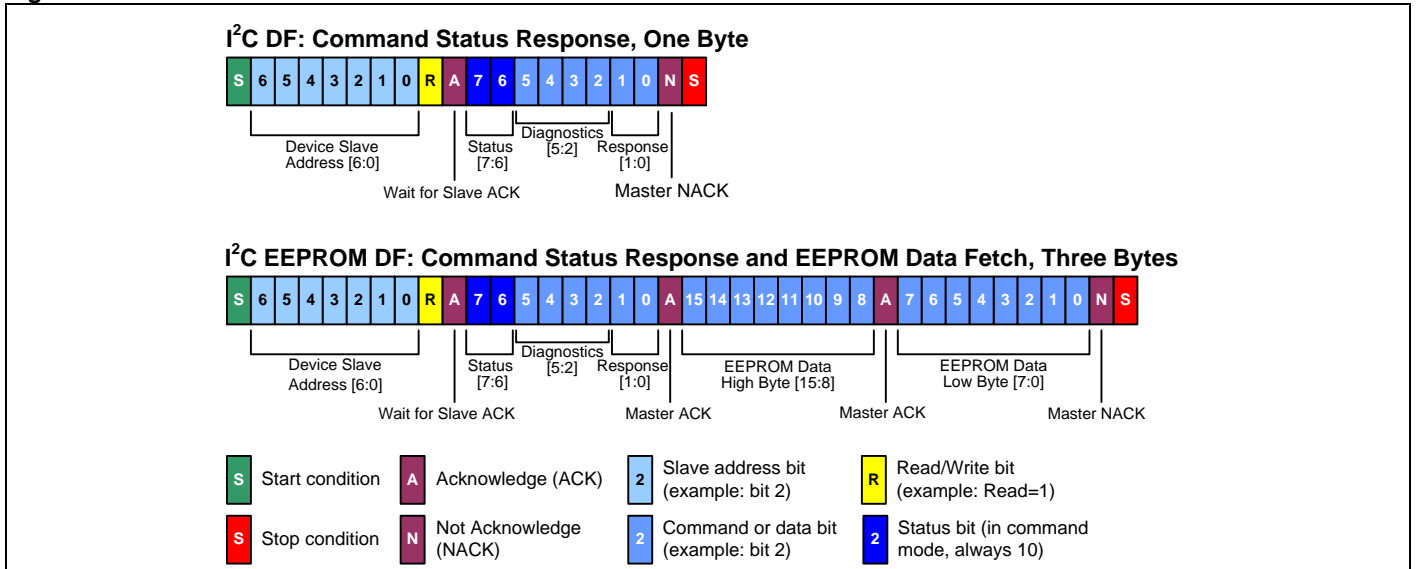 I²C DF: Command Status Response, One Byte
S 6 5 4 3 2 1 0 R A 7 6 5 4 3 2 1 0 N S
Device Slave
Address [6:0]
Status
[7:6]
Diagnostics
[5:2]
Response
[1:0]
Wait for Slave ACK
Master NACK
I²C EEPROM DF: Command Status Response and EEPROM Data Fetch, Three Bytes
S 6 5 4 3 2 1 0 R A 7 6 5 4 3 2 1 0 A 15 14 13 12 11 10 9 8 A 7 6 5 4 3 2 1 0 N S
Device Slave
Address [6:0]
Status
[7:6]
Diagnostics
[5:2]
Response
[1:0]
EEPROM Data
High Byte [15:8]
EEPROM Data
Low Byte [7:0]
Wait for Slave ACK
Master ACK
Master ACK
Master NACK
S Start condition
A Acknowledge (ACK)
2 Slave address bit
(example: bit 2)
R Read/Write bit
(example: Read=1)
S Stop condition
N Not Acknowledge
(NACK)
2 Command or data bit
(example: bit 2)
2 Status bit (in command
mode, always 10)